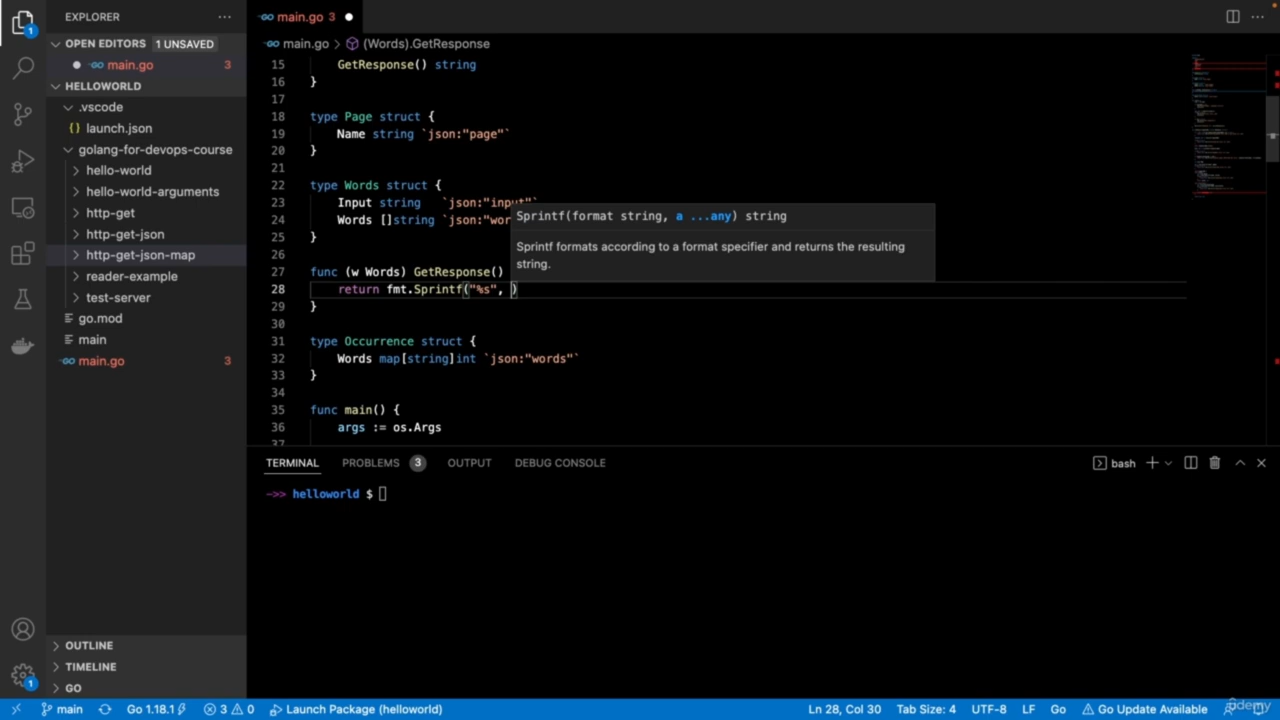 EXPLORER
main.go 3
OPEN EDITORS 1 UNSAVED
main.go 3
HELLOWORLD
.vscode
launch.json
golang-for-devops-course
hello-world
hello-world-arguments
http-get
http-get-json
http-get-json-map
reader-example
test-server
go.mod
main
main.go 3
OUTLINE
TIMELINE
GO
main.go > (Words).GetResponse
15 GetResponse() string
16 }
17
18 type Page struct {
19 Name string `json:"page"`
20 }
21
22 type Words struct {
23 Input string `json:"input"`
24 Words []string `json:"wor
25 }
26
27 func (w Words) GetResponse()
28 return fmt.Sprintf("%s", )
29 }
30
31 type Occurrence struct {
32 Words map[string]int `json:"words"`
33 }
34
35 func main() {
36 args := os.Args
37
Sprintf(format string, a ...any) string
Sprintf formats according to a format specifier and returns the resulting
string.
TERMINAL PROBLEMS 3 OUTPUT DEBUG CONSOLE
bash
->> helloworld $
1
1
main Go 1.18.1 3 0 Launch Package (helloworld)
Ln 28, Col 30 Tab Size: 4 UTF-8 LF Go Go Update Available
udemy